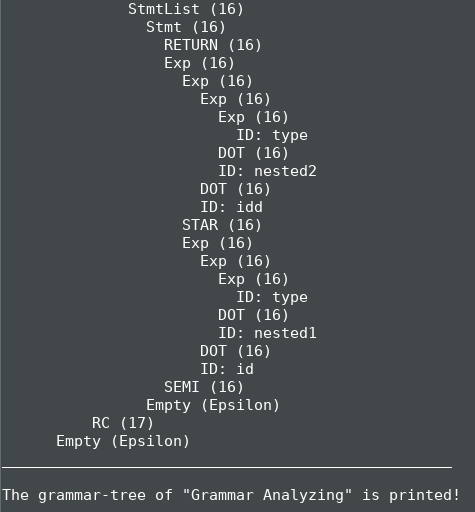 StmtList (16)
Stmt (16)
RETURN (16)
Exp (16)
Exp (16)
Exp (16)
Exp (16)
ID: type
DOT (16)
ID: nested2
DOT (16)
ID: idd
STAR (16)
Exp (16)
Exp (16)
Exp (16)
ID: type
DOT (16)
ID: nested1
DOT (16)
ID: id
SEMI (16)
Empty (Epsilon)
RC (17)
Empty (Epsilon)
The grammar-tree of "Grammar Analyzing" is printed!